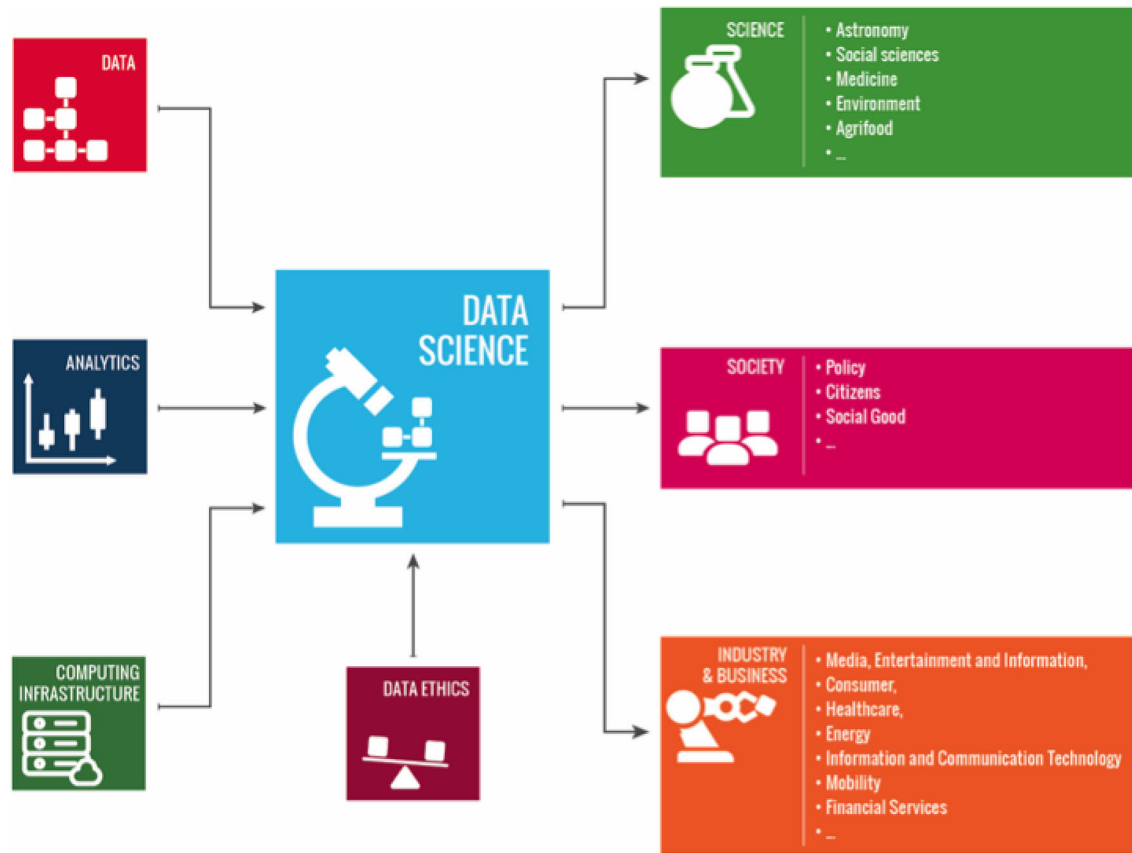 DATA
ANALYTICS
COMPUTING
INFRASTRUCTURE
DATA
SCIENCE
DATA ETHICS
SCIENCE
• Astronomy
• Social sciences
• Medicine
• Environment
• Agrifood
• ...
SOCIETY
• Policy
• Citizens
• Social Good
• ...
INDUSTRY
& BUSINESS
• Media, Entertainment and Information,
• Consumer,
• Healthcare,
• Energy
• Information and Communication Technology
• Mobility
• Financial Services
• ...